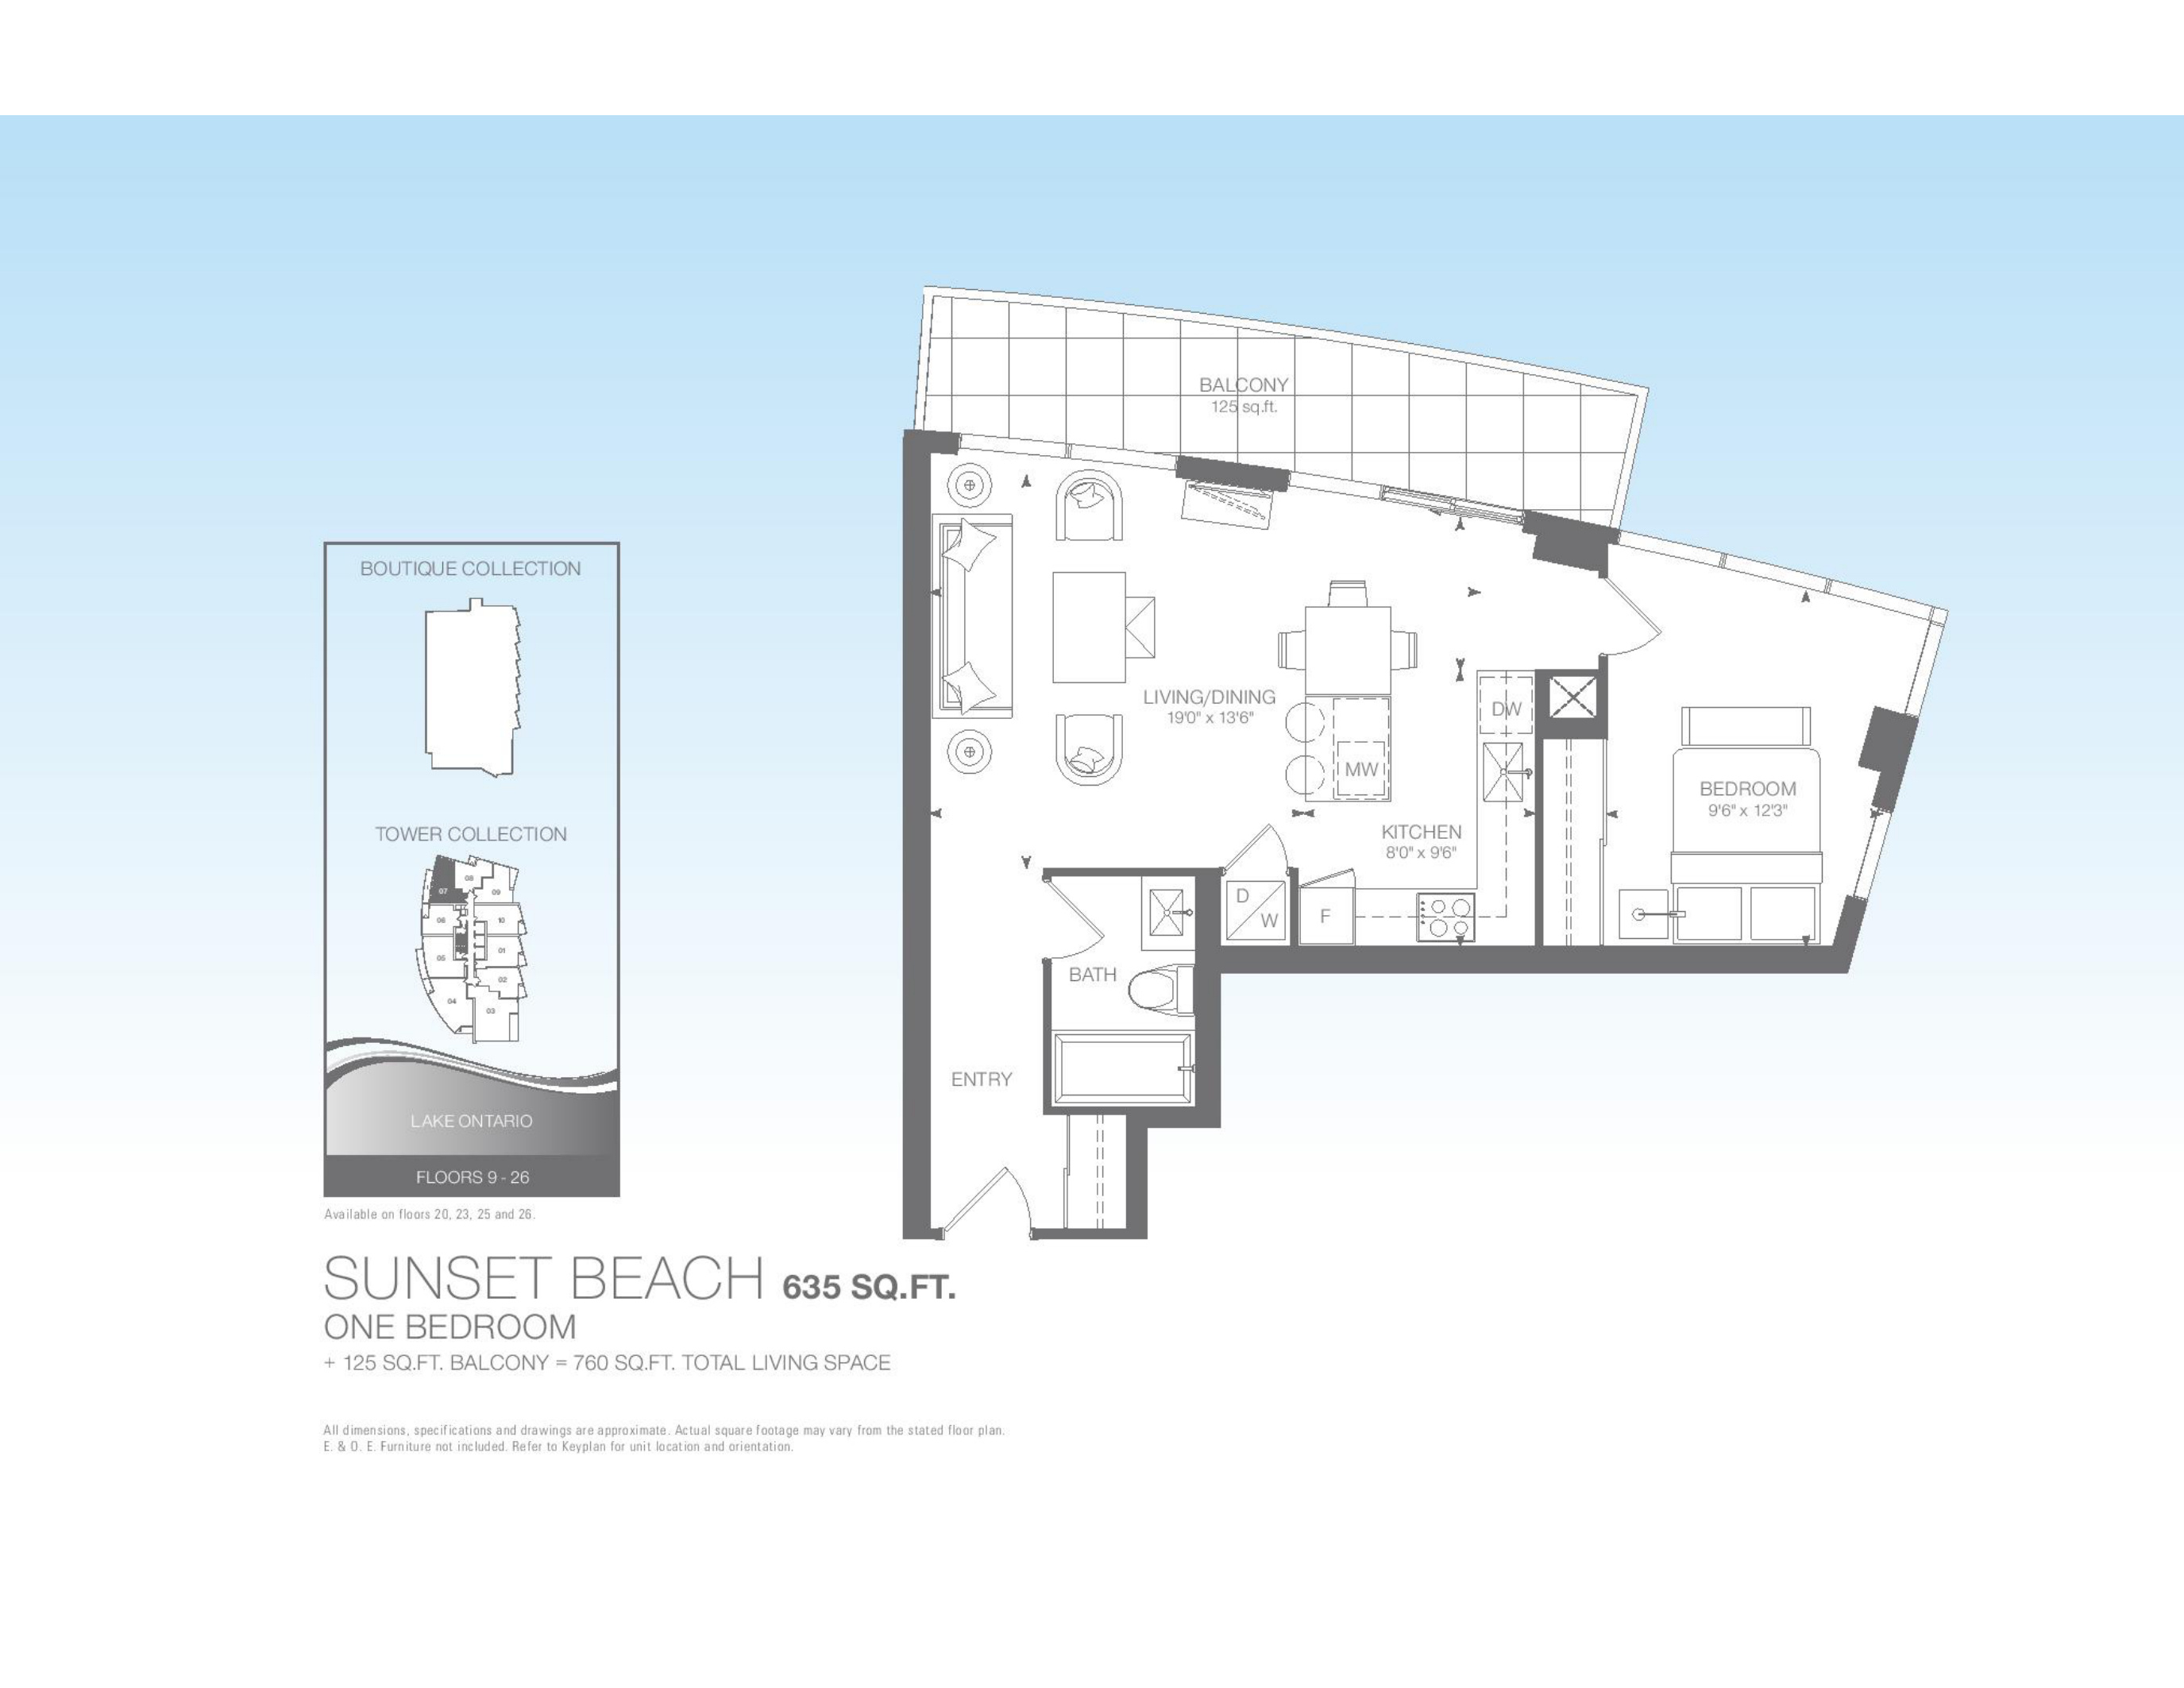 BALCONY
125 sq.ft.
BOUTIQUE COLLECTION
LIVING/DINING
19'0" x 13'6"
DW
MW
BEDROOM
9'6" x 12'3"
KITCHEN
8'0" x 9'6"
TOWER COLLECTION
07
08
09
06
10
05
01
02
04
03
D
W
F
BATH
ENTRY
LAKE ONTARIO
FLOORS 9 - 26
Available on floors 20, 23, 25 and 26.
SUNSET BEACH 635 SQ.FT.
ONE BEDROOM
+ 125 SQ.FT. BALCONY = 760 SQ.FT. TOTAL LIVING SPACE
All dimensions, specifications and drawings are approximate. Actual square footage may vary from the stated floor plan.
E. & O. E. Furniture not included. Refer to Keyplan for unit location and orientation.